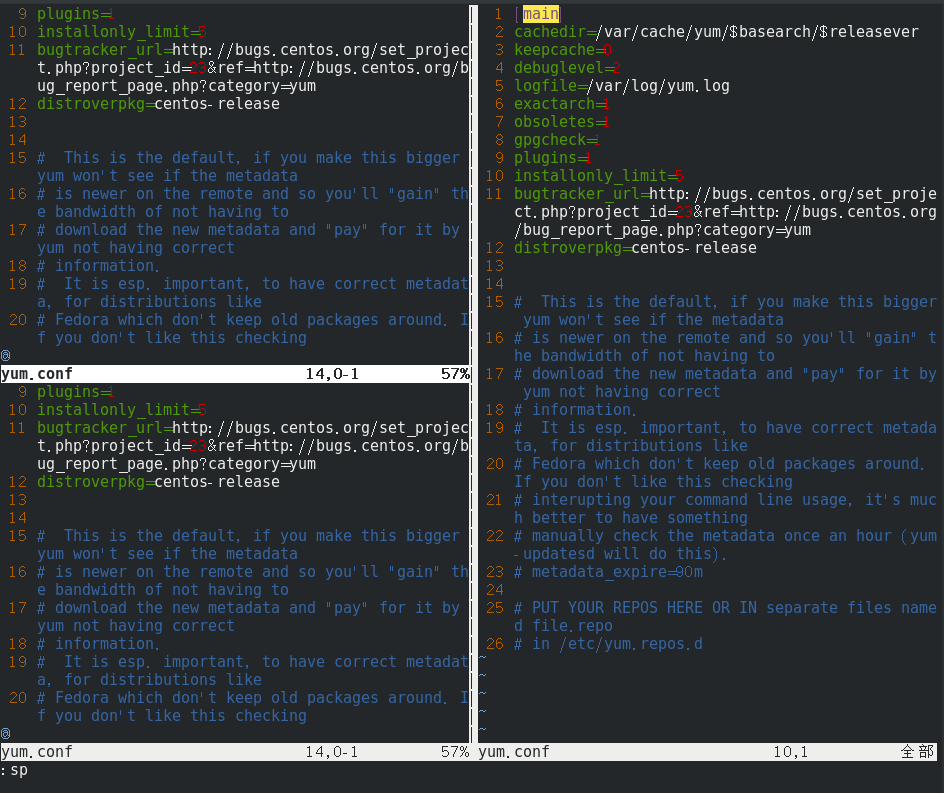 9 plugins=1
10 installonly_limit=5
11 bugtracker_url=http://bugs.centos.org/set_projec
t.php?project_id=23&ref=http://bugs.centos.org/b
ug_report_page.php?category=yum
12 distroverpkg=centos-release
13
14
15 #  This is the default, if you make this bigger
yum won't see if the metadata
16 # is newer on the remote and so you'll "gain" th
e bandwidth of not having to
17 # download the new metadata and "pay" for it by
yum not having correct
18 # information.
19 #  It is esp. important, to have correct metadat
a, for distributions like
20 # Fedora which don't keep old packages around. I
f you don't like this checking
@
yum.conf 14,0-1 57%
9 plugins=1
10 installonly_limit=5
11 bugtracker_url=http://bugs.centos.org/set_projec
t.php?project_id=23&ref=http://bugs.centos.org/b
ug_report_page.php?category=yum
12 distroverpkg=centos-release
13
14
15 #  This is the default, if you make this bigger
yum won't see if the metadata
16 # is newer on the remote and so you'll "gain" th
e bandwidth of not having to
17 # download the new metadata and "pay" for it by
yum not having correct
18 # information.
19 #  It is esp. important, to have correct metadat
a, for distributions like
20 # Fedora which don't keep old packages around. I
f you don't like this checking
@
yum.conf 14,0-1 57%
1 [main]
2 cachedir=/var/cache/yum/$basearch/$releasever
3 keepcache=0
4 debuglevel=2
5 logfile=/var/log/yum.log
6 exactarch=1
7 obsoletes=1
8 gpgcheck=1
9 plugins=1
10 installonly_limit=5
11 bugtracker_url=http://bugs.centos.org/set_proje
ct.php?project_id=23&ref=http://bugs.centos.org
/bug_report_page.php?category=yum
12 distroverpkg=centos-release
13
14
15 #  This is the default, if you make this bigger
yum won't see if the metadata
16 # is newer on the remote and so you'll "gain" t
he bandwidth of not having to
17 # download the new metadata and "pay" for it by
yum not having correct
18 # information.
19 #  It is esp. important, to have correct metada
ta, for distributions like
20 # Fedora which don't keep old packages around.
If you don't like this checking
21 # interupting your command line usage, it's muc
h better to have something
22 # manually check the metadata once an hour (yum
-updatesd will do this).
23 # metadata_expire=90m
24
25 # PUT YOUR REPOS HERE OR IN separate files name
d file.repo
26 # in /etc/yum.repos.d
~
~
~
~
~
yum.conf 10,1 全部
:sp